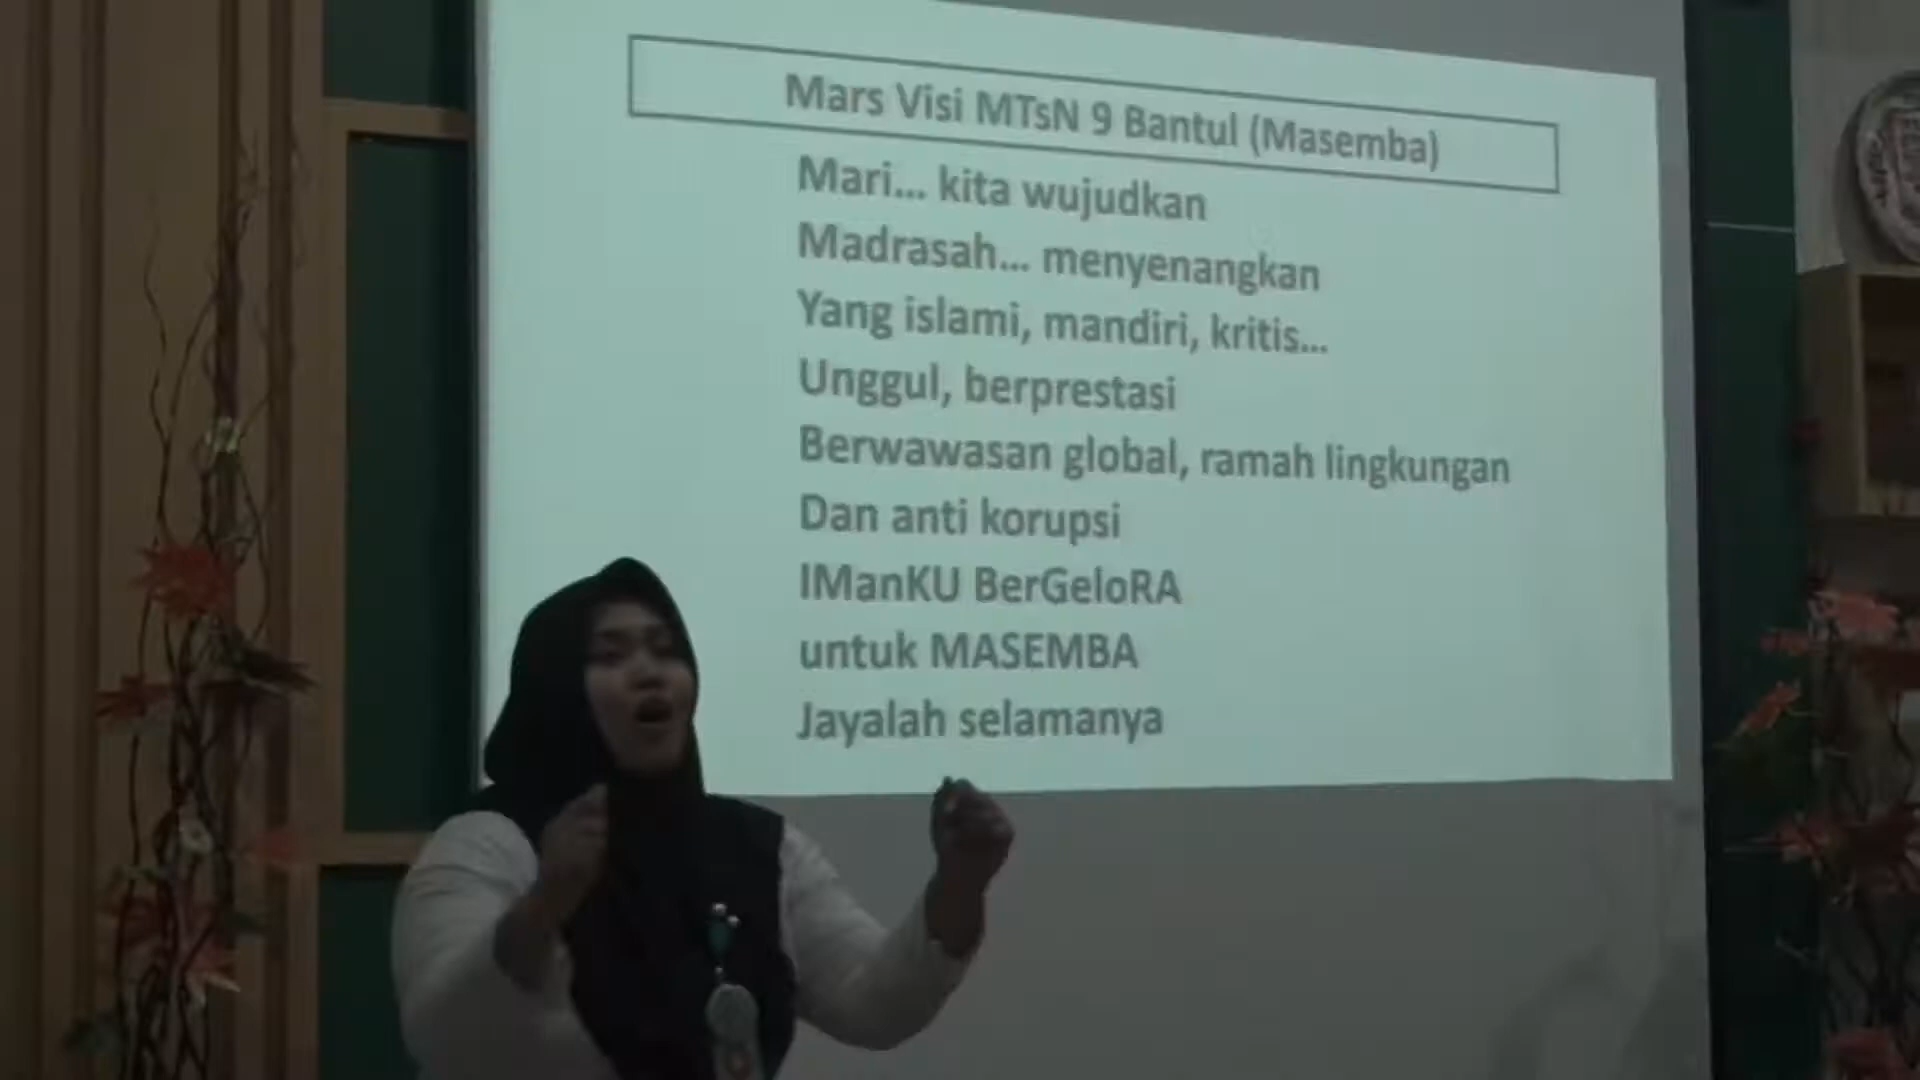 Mars Visi MTsN 9 Bantul (Masemba)
Mari... kita wujudkan
Madrasah... menyenangkan
Yang islami, mandiri, kritis...
Unggul, berprestasi
Berwawasan global, ramah lingkungan
Dan anti korupsi
IManKU BerGeloRA
untuk MASEMBA
Jayalah selamanya